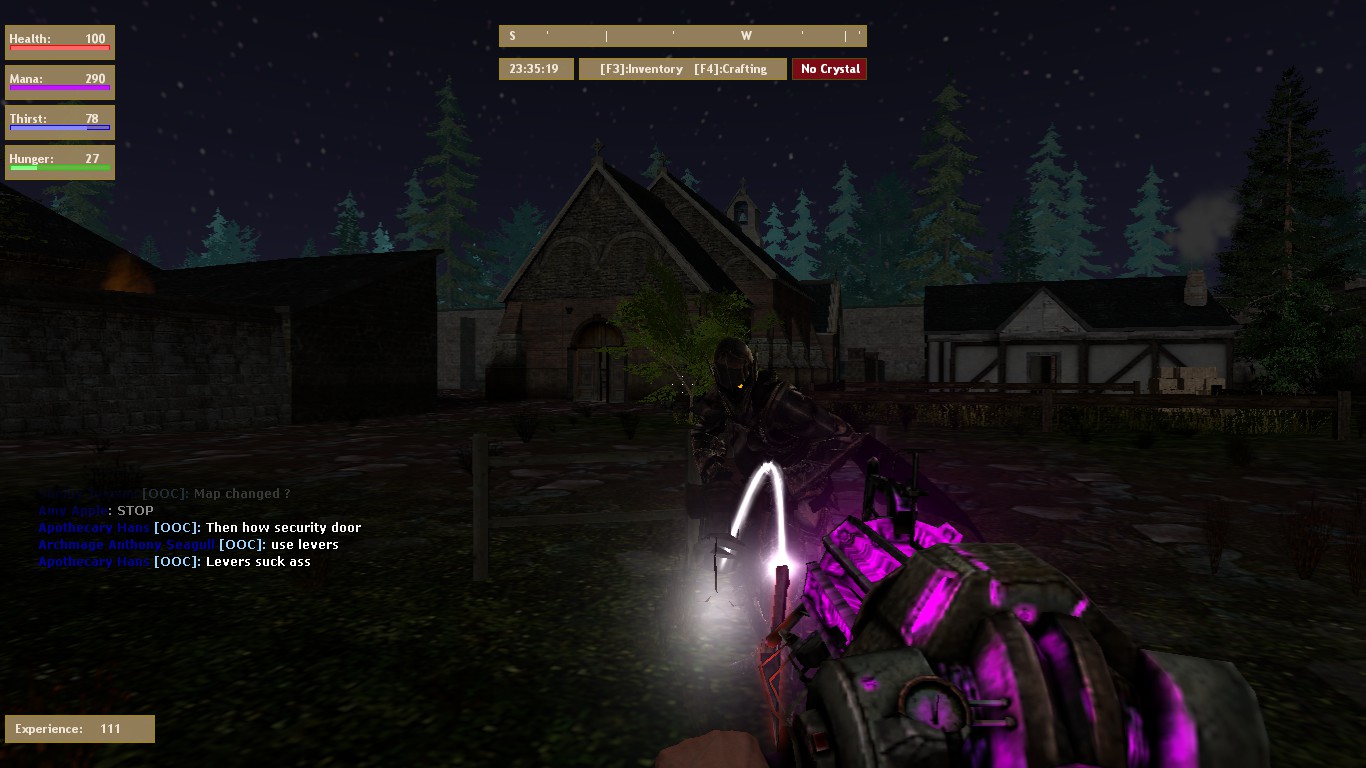 Health: 100
Mana: 290
Thirst: 78
Hunger: 27
S W
23:35:19 [F3]:Inventory [F4]:Crafting No Crystal
[OOC]: Map changed ?
Amy Apple: STOP
Apothecary Hans [OOC]: Then how security door
Archmage Anthony Seagull [OOC]: use levers
Apothecary Hans [OOC]: Levers suck ass
Experience: 111